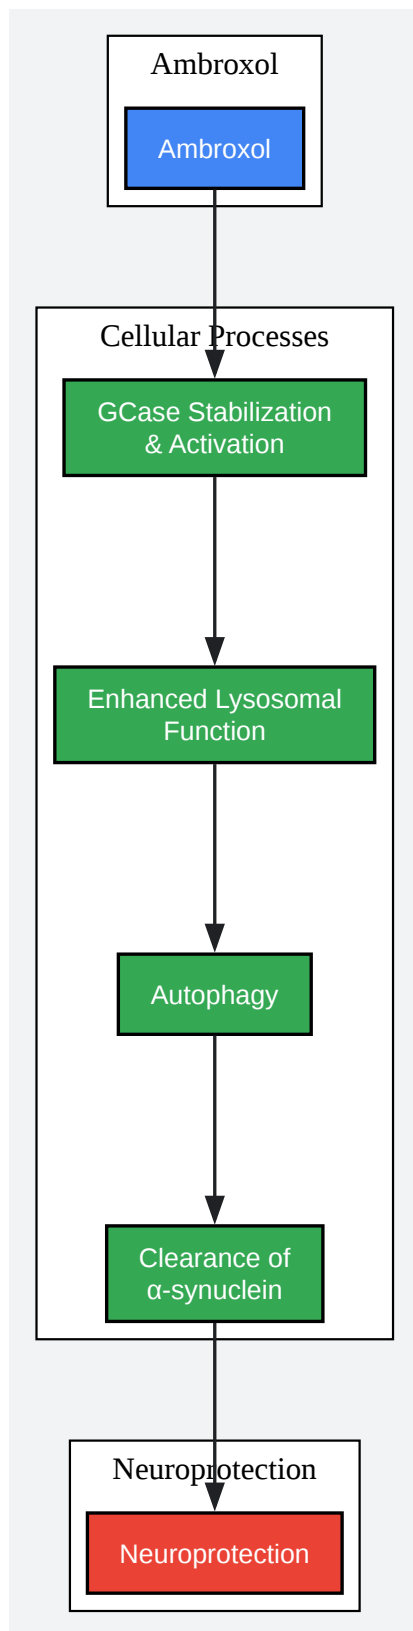 Ambroxol
Ambroxol
Cellular Processes
GCase Stabilization
& Activation
Enhanced Lysosomal
Function
Autophagy
Clearance of
α-synuclein
Neuroprotection
Neuroprotection